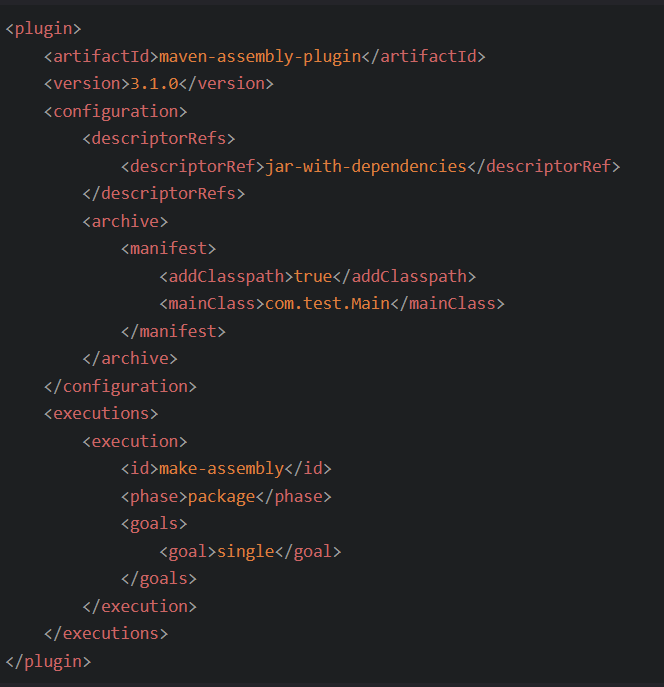 <plugin>
    <artifactId>maven-assembly-plugin</artifactId>
    <version>3.1.0</version>
    <configuration>
        <descriptorRefs>
            <descriptorRef>jar-with-dependencies</descriptorRef>
        </descriptorRefs>
        <archive>
            <manifest>
                <addClasspath>true</addClasspath>
                <mainClass>com.test.Main</mainClass>
            </manifest>
        </archive>
    </configuration>
    <executions>
        <execution>
            <id>make-assembly</id>
            <phase>package</phase>
            <goals>
                <goal>single</goal>
            </goals>
        </execution>
    </executions>
</plugin>